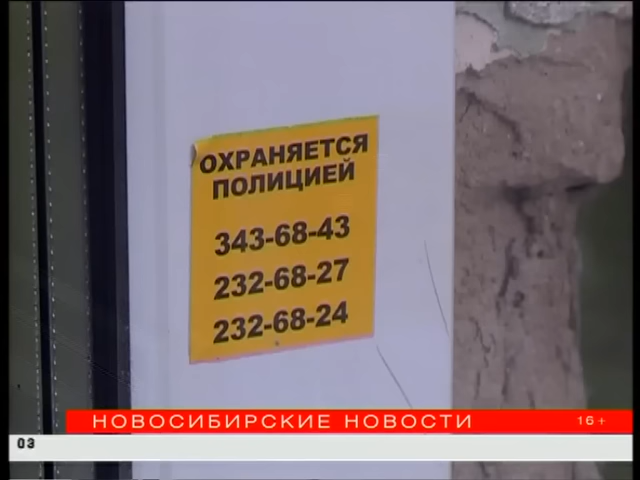 ОХРАНЯЕТСЯ
ПОЛИЦИЕЙ
343-68-43
232-68-27
232-68-24
НОВОСИБИРСКИЕ НОВОСТИ 16+
03